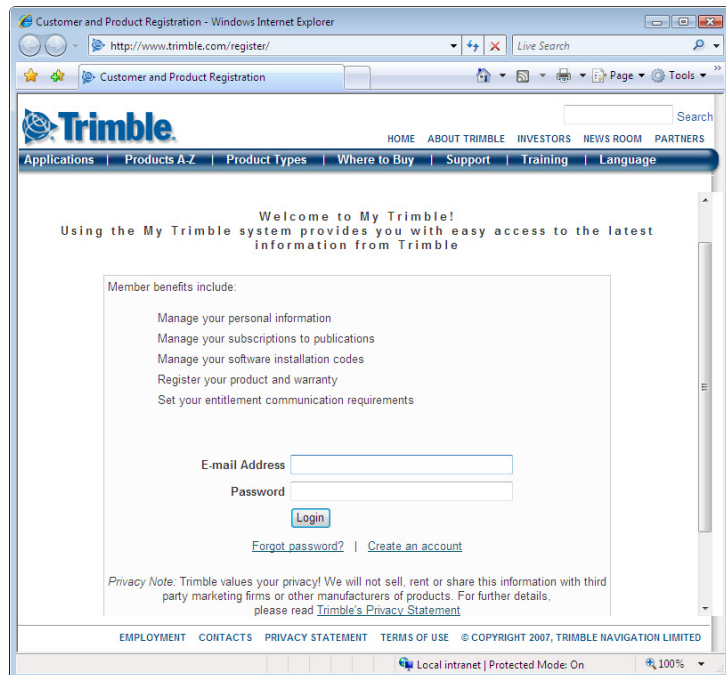 Customer and Product Registration - Windows Internet Explorer
http://www.trimble.com/register/
Live Search
Customer and Product Registration
Page
Tools
Search
Trimble.
HOME ABOUT TRIMBLE INVESTORS NEWS ROOM PARTNERS
Applications | Products A-Z | Product Types | Where to Buy | Support | Training | Language
Welcome to My Trimble!
Using the My Trimble system provides you with easy access to the latest
information from Trimble
Member benefits include:
Manage your personal information
Manage your subscriptions to publications
Manage your software installation codes
Register your product and warranty
Set your entitlement communication requirements
E-mail Address
Password
Login
Forgot password? | Create an account
Privacy Note: Trimble values your privacy! We will not sell, rent or share this information with third
party marketing firms or other manufacturers of products. For further details,
please read Trimble's Privacy Statement
EMPLOYMENT CONTACTS PRIVACY STATEMENT TERMS OF USE © COPYRIGHT 2007, TRIMBLE NAVIGATION LIMITED
Local intranet | Protected Mode: On
100%